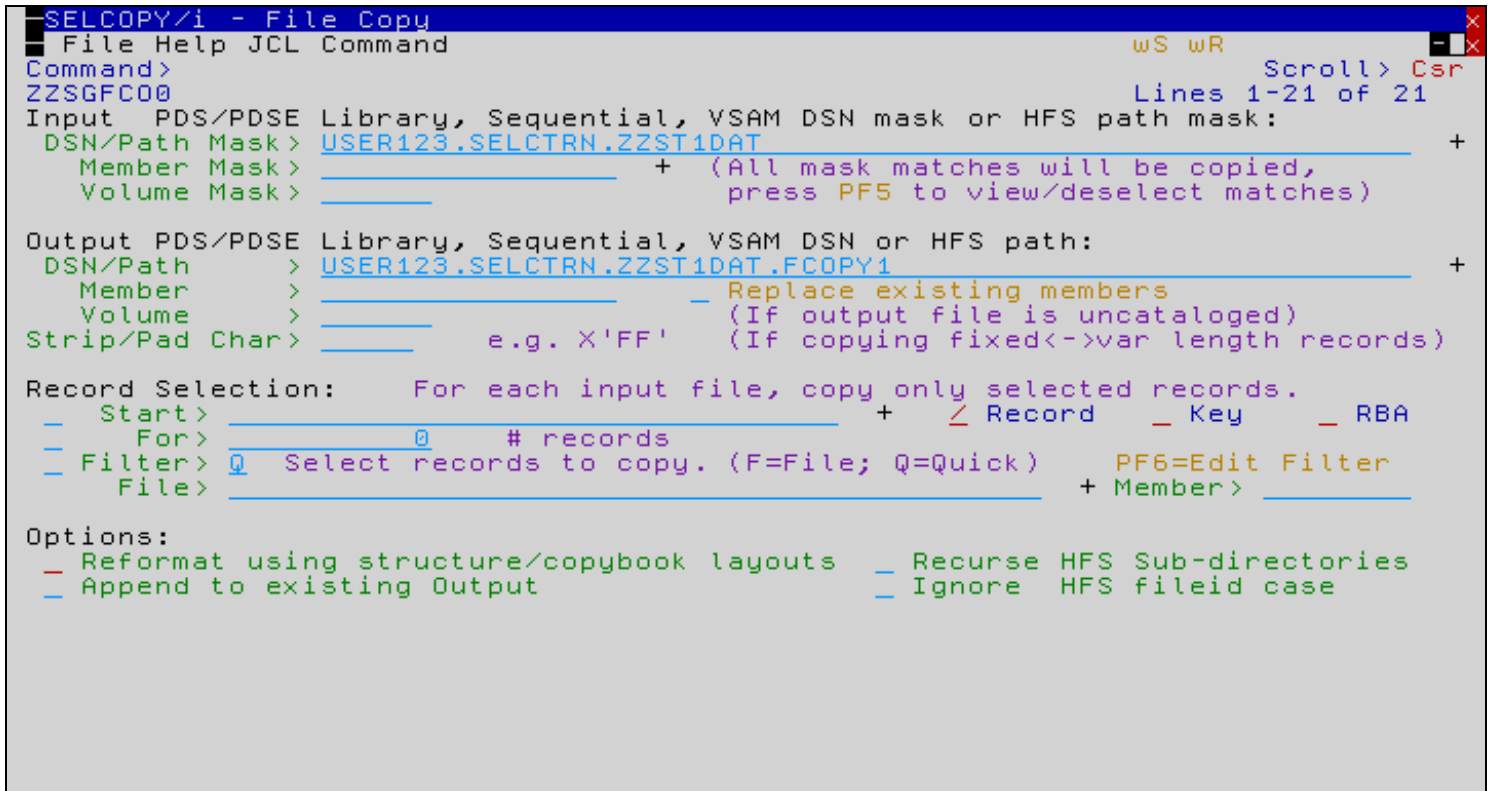 SELCOPY/i - File Copy
File Help JCL Command wS wR
Command> Scroll> Csr
ZZSGFCO0 Lines 1-21 of 21
Input PDS/PDSE Library, Sequential, VSAM DSN mask or HFS path mask:
DSN/Path Mask> USER123.SELCTRN.ZZST1DAT +
Member Mask> + (All mask matches will be copied,
Volume Mask> press PF5 to view/deselect matches)
Output PDS/PDSE Library, Sequential, VSAM DSN or HFS path:
DSN/Path > USER123.SELCTRN.ZZST1DAT.FCOPY1 +
Member > _ Replace existing members
Volume > (If output file is uncataloged)
Strip/Pad Char> e.g. X'FF' (If copying fixed<->var length records)
Record Selection: For each input file, copy only selected records.
_ Start> + / Record _ Key _ RBA
_ For> 0 # records
_ Filter> Q Select records to copy. (F=File; Q=Quick) PF6=Edit Filter
File> + Member>
Options:
_ Reformat using structure/copybook layouts _ Recurse HFS Sub-directories
_ Append to existing Output _ Ignore HFS fileid case